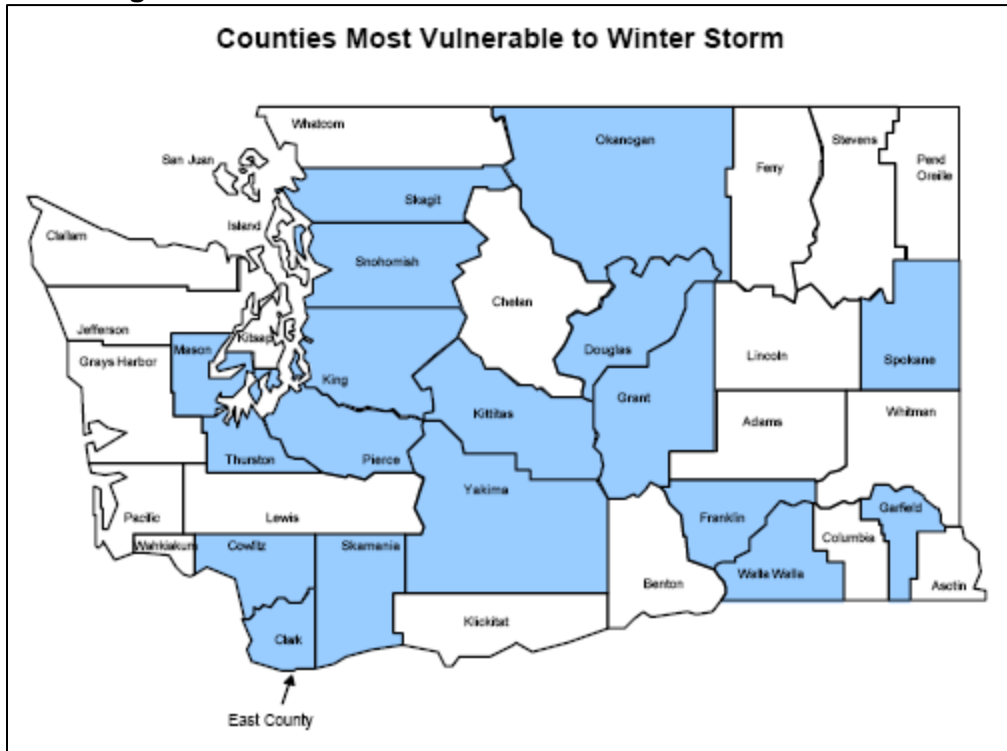 Counties Most Vulnerable to Winter Storm
Whatcom
Okanogan
Stevens
San Juan
Ferry
Pend
Oreille
Skagit
Island
Clallam
Snohomish
Chelan
Jefferson
Kitsap
Mason
Grays Harbor
Douglas
Lincoln
Spokane
King
Grant
Kittitas
Whitman
Adams
Thurston
Pierce
Yakima
Pacific
Lewis
Franklin
Garfield
Wahkiakum
Cowlitz
Skamania
Columbia
Walla Walla
Benton
Asotin
Klickitat
Clark
East County